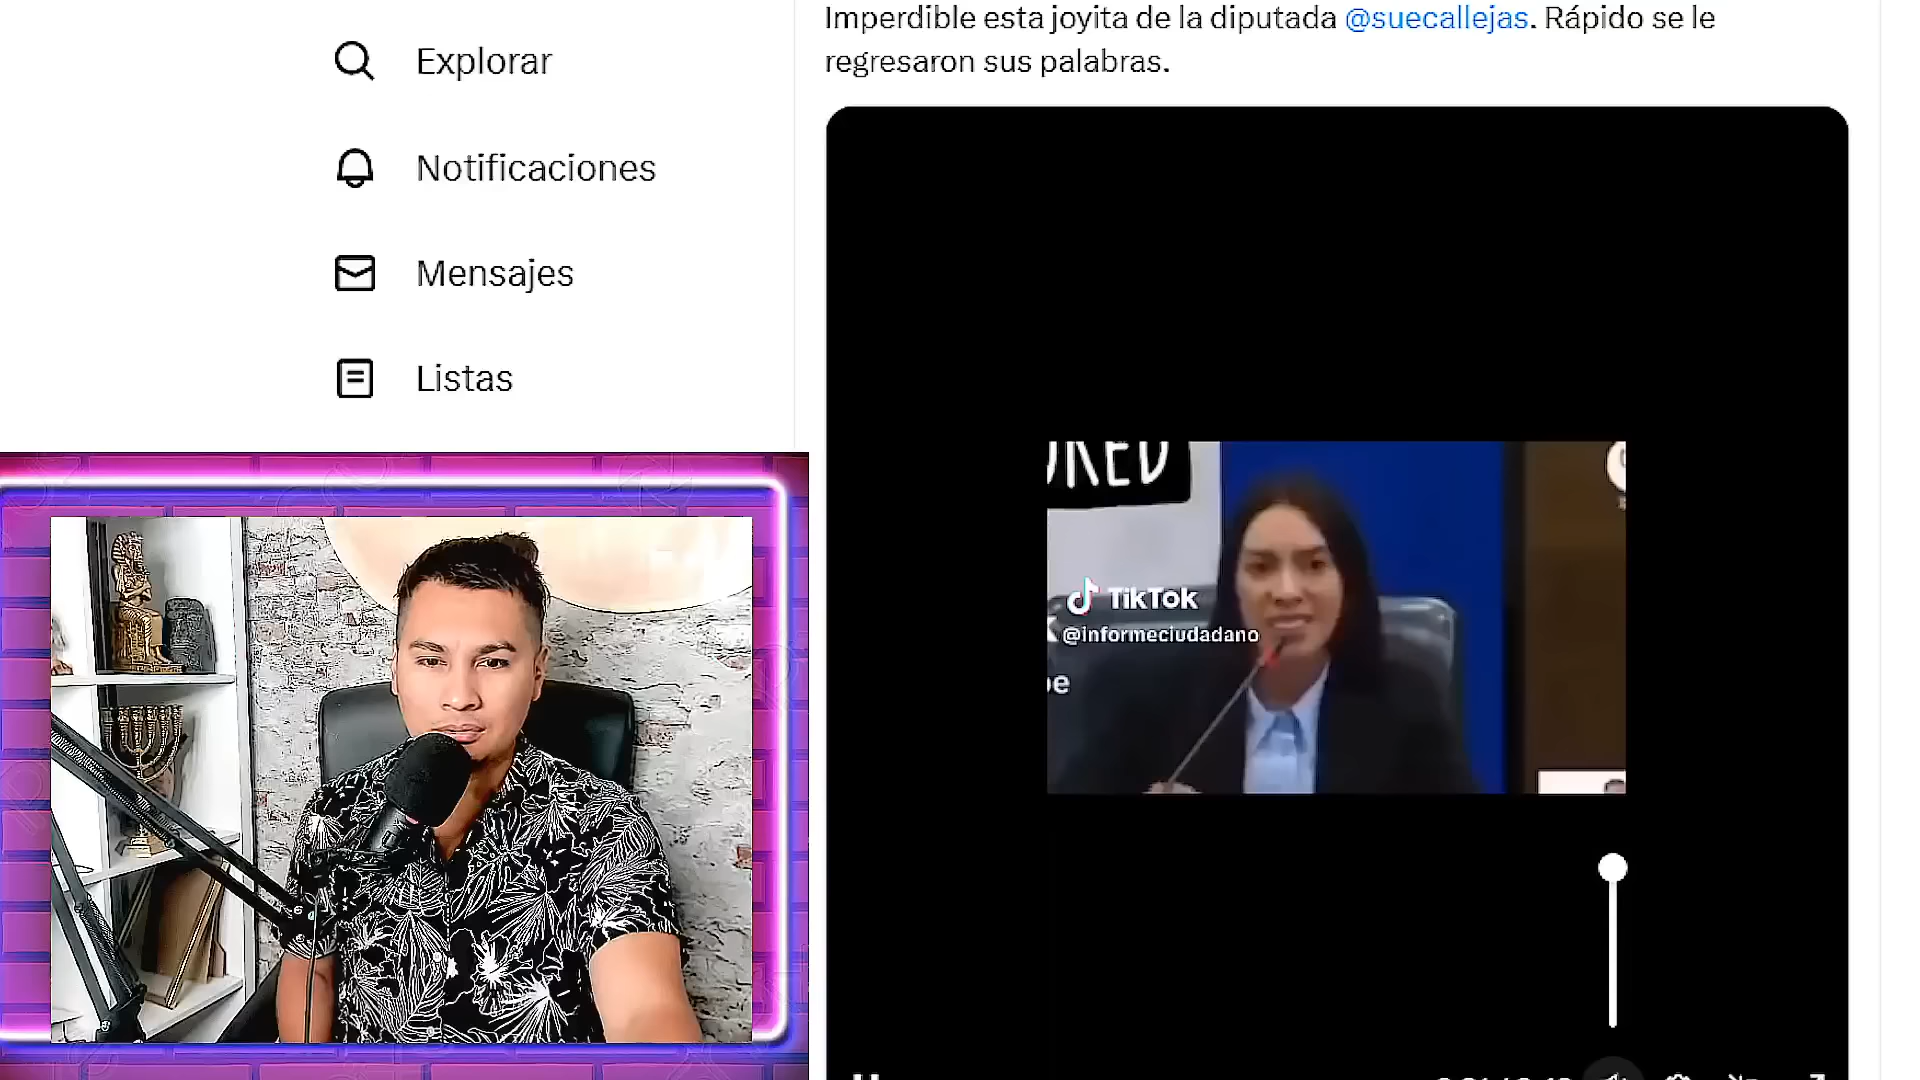 Imperdible esta joyita de la diputada @suecallejas. Rápido se le
regresaron sus palabras.
Explorar
Notificaciones
Mensajes
Listas
TikTok
@informeciudadano